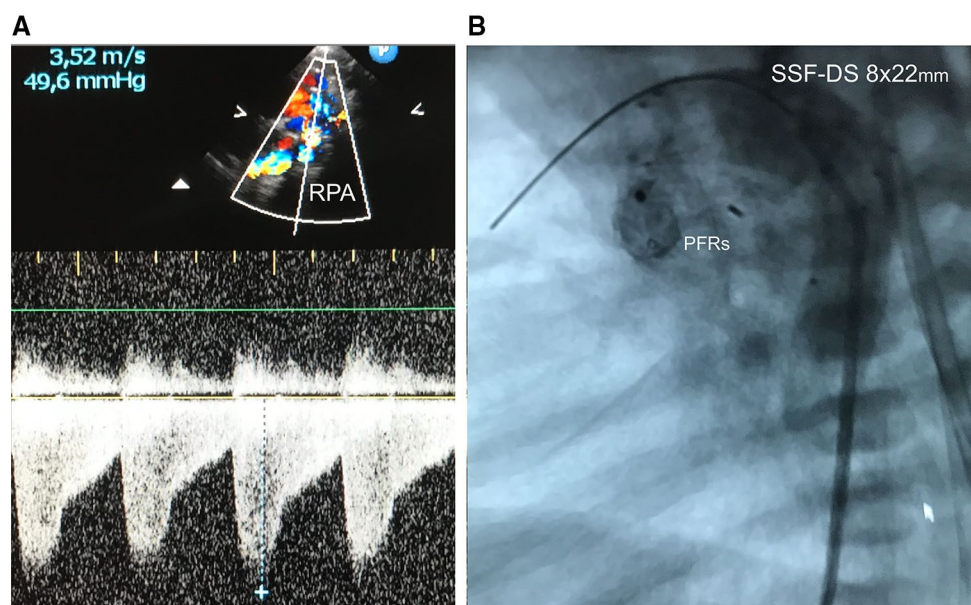 A
3,52 m/s
49,6 mmHg
p
RPA
B
SSF-DS 8x22mm
PFRs